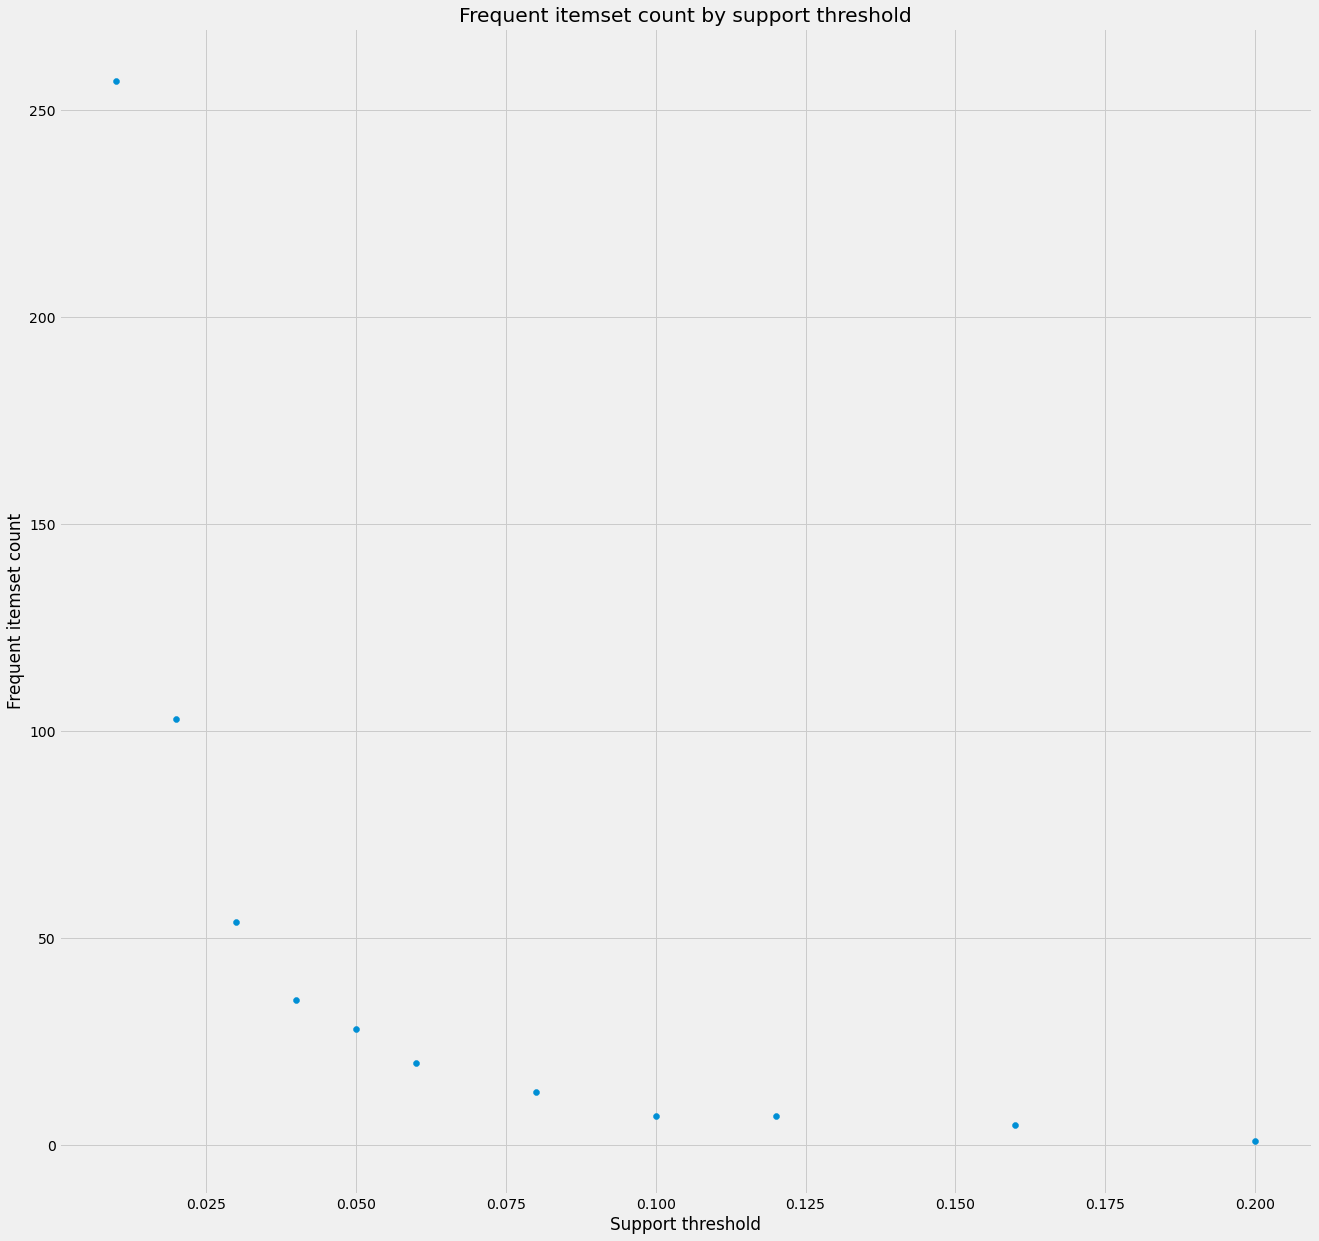 Frequent itemset count by support threshold
250
200
150
100
50
0
Frequent itemset count
0.025 0.050 0.075 0.100 0.125 0.150 0.175 0.200
Support threshold